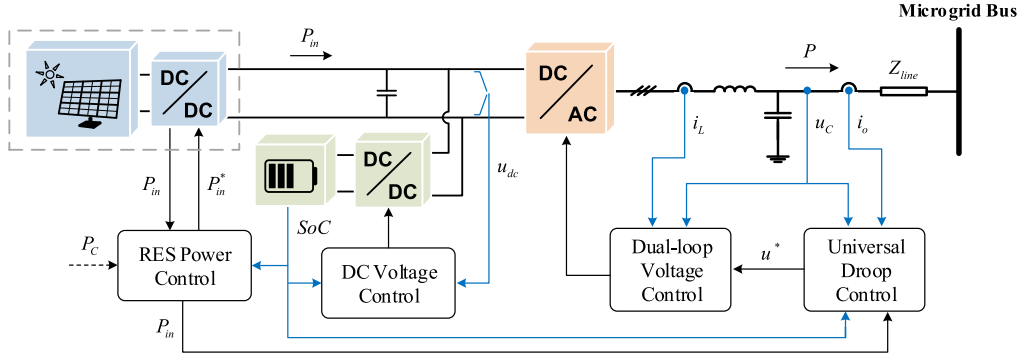 Microgrid Bus
P_in
P
Z_line
DC
DC
DC
AC
i_L
u_C
i_o
DC
DC
u_dc
P_in
P*_in
SoC
P_C
RES Power
Control
DC Voltage
Control
Dual-loop
Voltage
Control
u*
Universal
Droop
Control
P_in